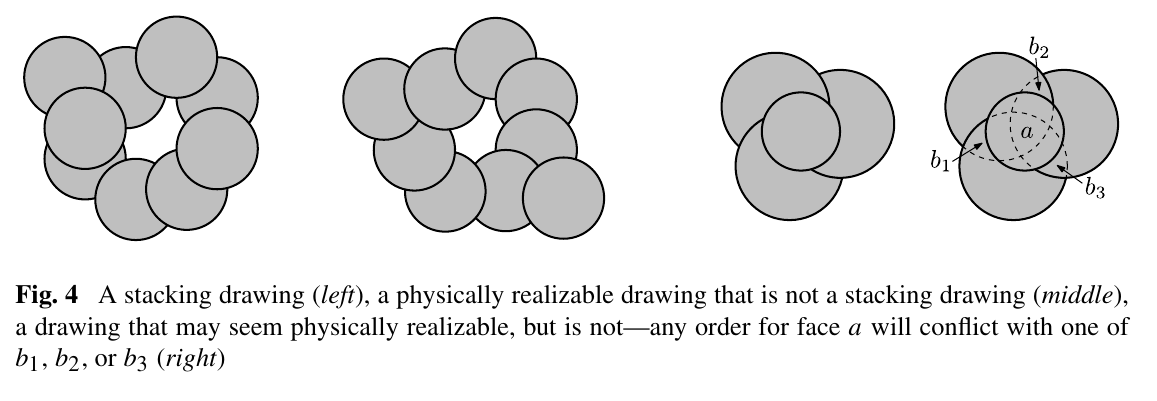 b2
a
b1
b3
Fig. 4 A stacking drawing (left), a physically realizable drawing that is not a stacking drawing (middle),
a drawing that may seem physically realizable, but is not—any order for face a will conflict with one of
b1, b2, or b3 (right)